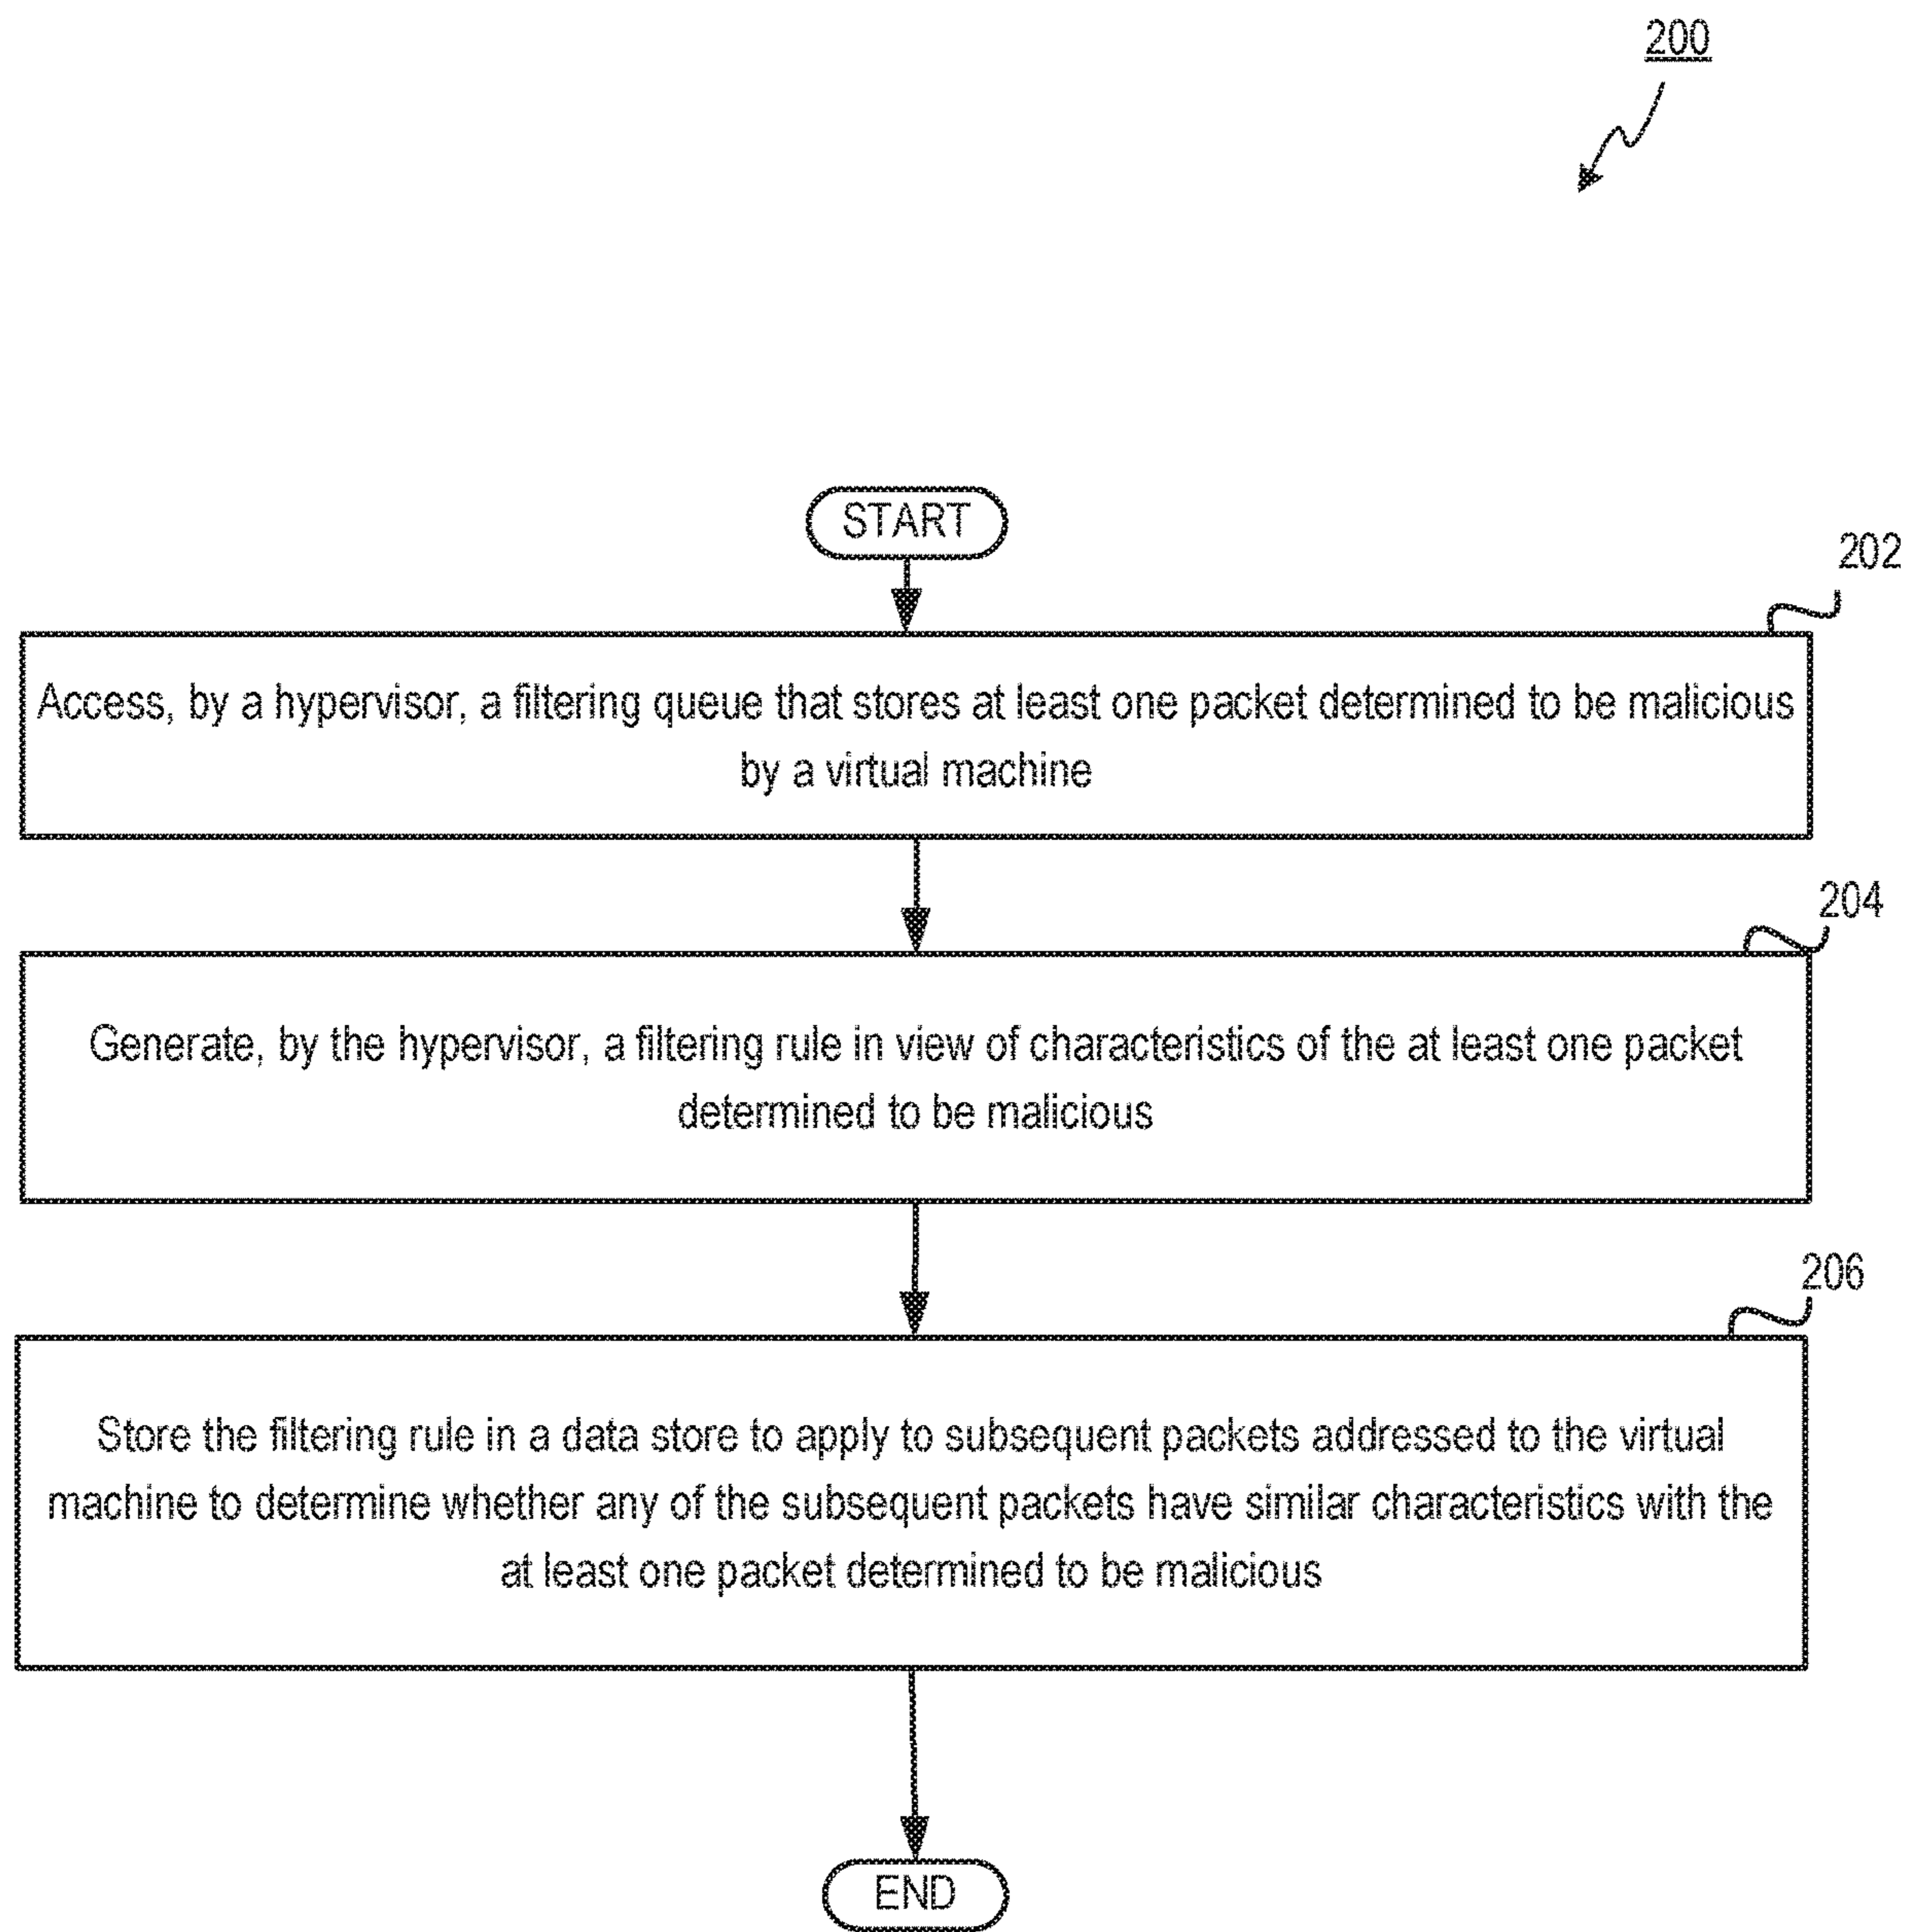 200
START
202
Access, by a hypervisor, a filtering queue that stores at least one packet determined to be malicious
by a virtual machine
204
Generate, by the hypervisor, a filtering rule in view of characteristics of the at least one packet
determined to be malicious
206
Store the filtering rule in a data store to apply to subsequent packets addressed to the virtual
machine to determine whether any of the subsequent packets have similar characteristics with the
at least one packet determined to be malicious
END